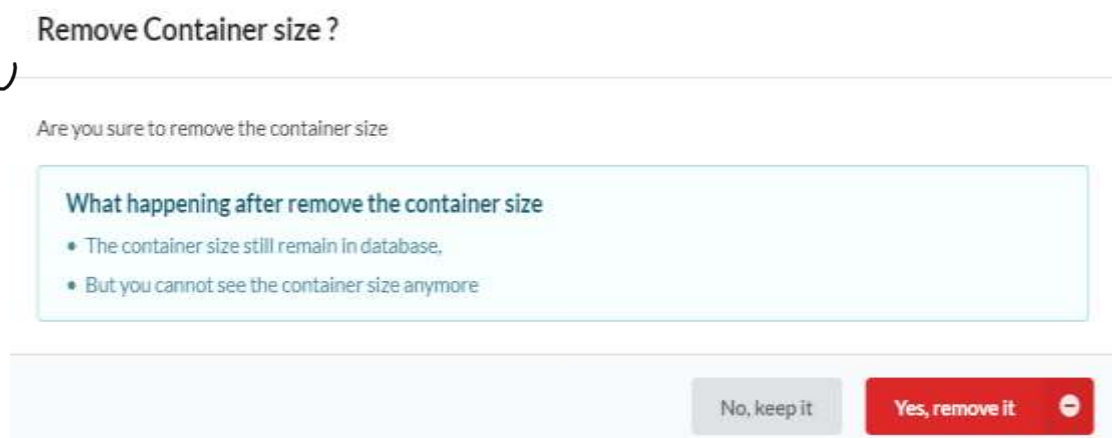 Remove Container size ?
Are you sure to remove the container size
What happening after remove the container size
• The container size still remain in database,
• But you cannot see the container size anymore
No, keep it
Yes, remove it